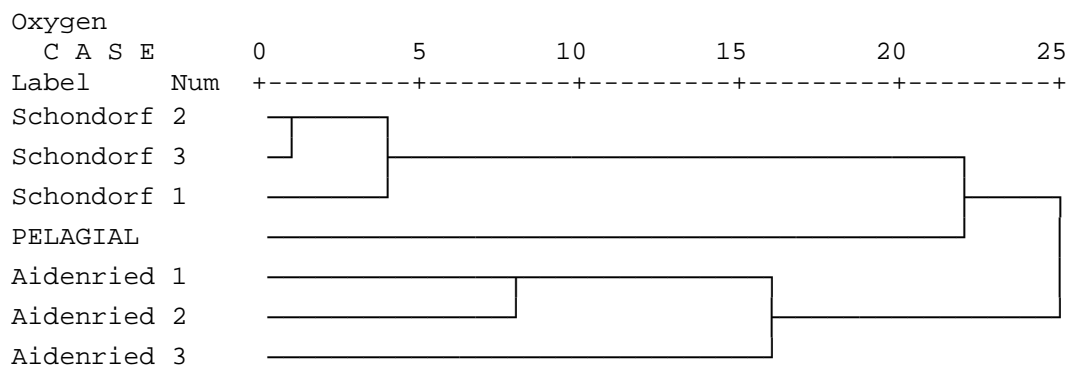 Oxygen
C A S E 0 5 10 15 20 25
Label Num +---------+---------+---------+---------+---------+
Schondorf 2
Schondorf 3
Schondorf 1
PELAGIAL
Aidenried 1
Aidenried 2
Aidenried 3